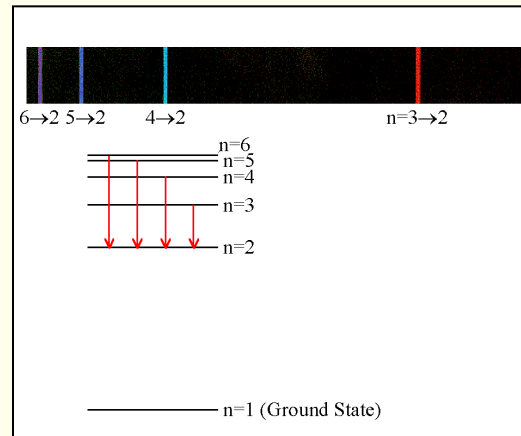 6→2 5→2 4→2 n=3→2
n=6
n=5
n=4
n=3
n=2
n=1 (Ground State)